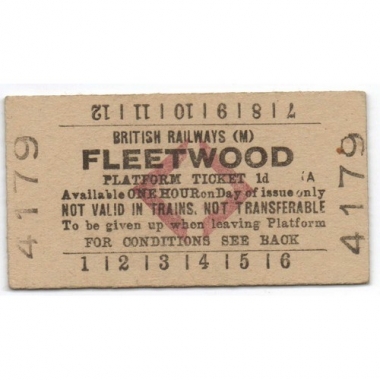 12 | 11 | 10 | 9 | 8 | 7
BRITISH RAILWAYS (M)
FLEETWOOD
PLATFORM TICKET 1d A
Available ONE HOUR on Day of issue only
NOT VALID IN TRAINS. NOT TRANSFERABLE
To be given up when leaving Platform
FOR CONDITIONS SEE BACK
1 | 2 | 3 | 4 | 5 | 6
4179
4179